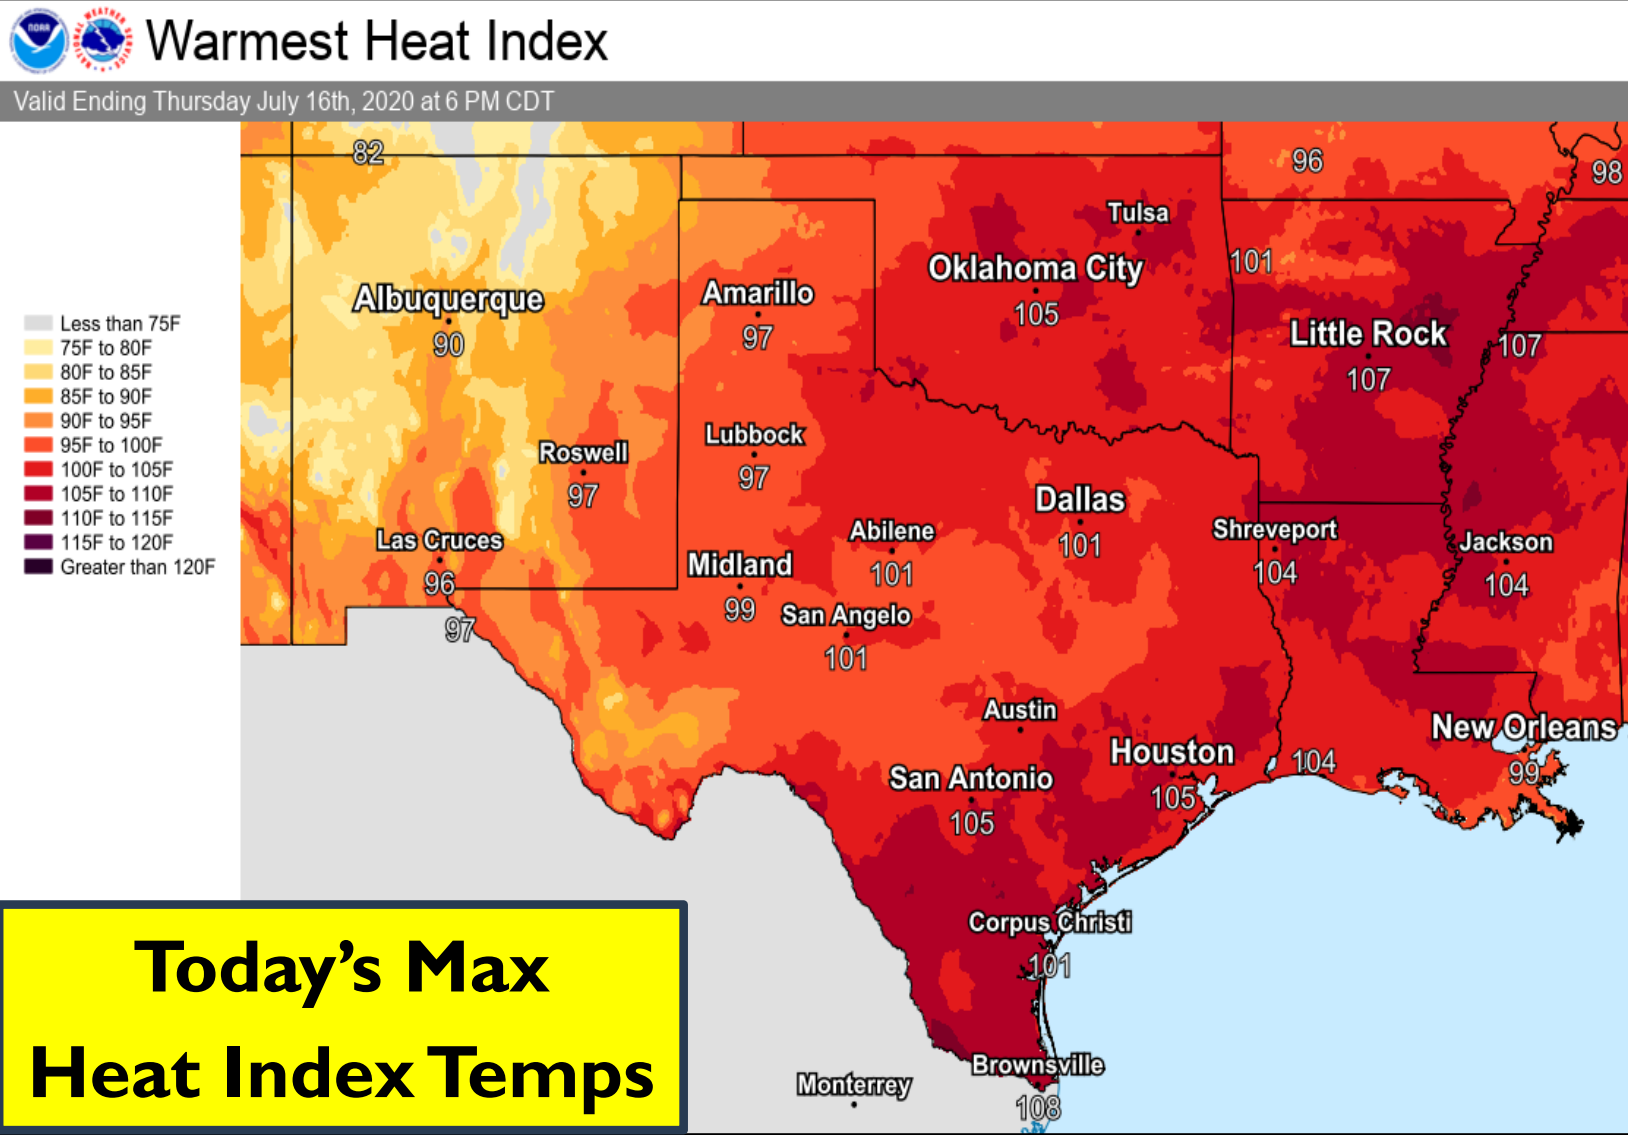 NOAA
NATIONAL WEATHER SERVICE
Warmest Heat Index
Valid Ending Thursday July 16th, 2020 at 6 PM CDT
82
96
98
Tulsa
Oklahoma City
105
101
Albuquerque
90
Amarillo
97
Little Rock
107
107
Less than 75F
75F to 80F
80F to 85F
85F to 90F
90F to 95F
95F to 100F
100F to 105F
105F to 110F
110F to 115F
115F to 120F
Greater than 120F
Roswell
97
Lubbock
97
Dallas
101
Las Cruces
96
97
Midland
99
Abilene
101
San Angelo
101
Shreveport
104
Jackson
104
Austin
Houston
105
San Antonio
105
104
New Orleans
99
Corpus Christi
101
Brownsville
108
Monterrey
Today's Max
Heat Index Temps